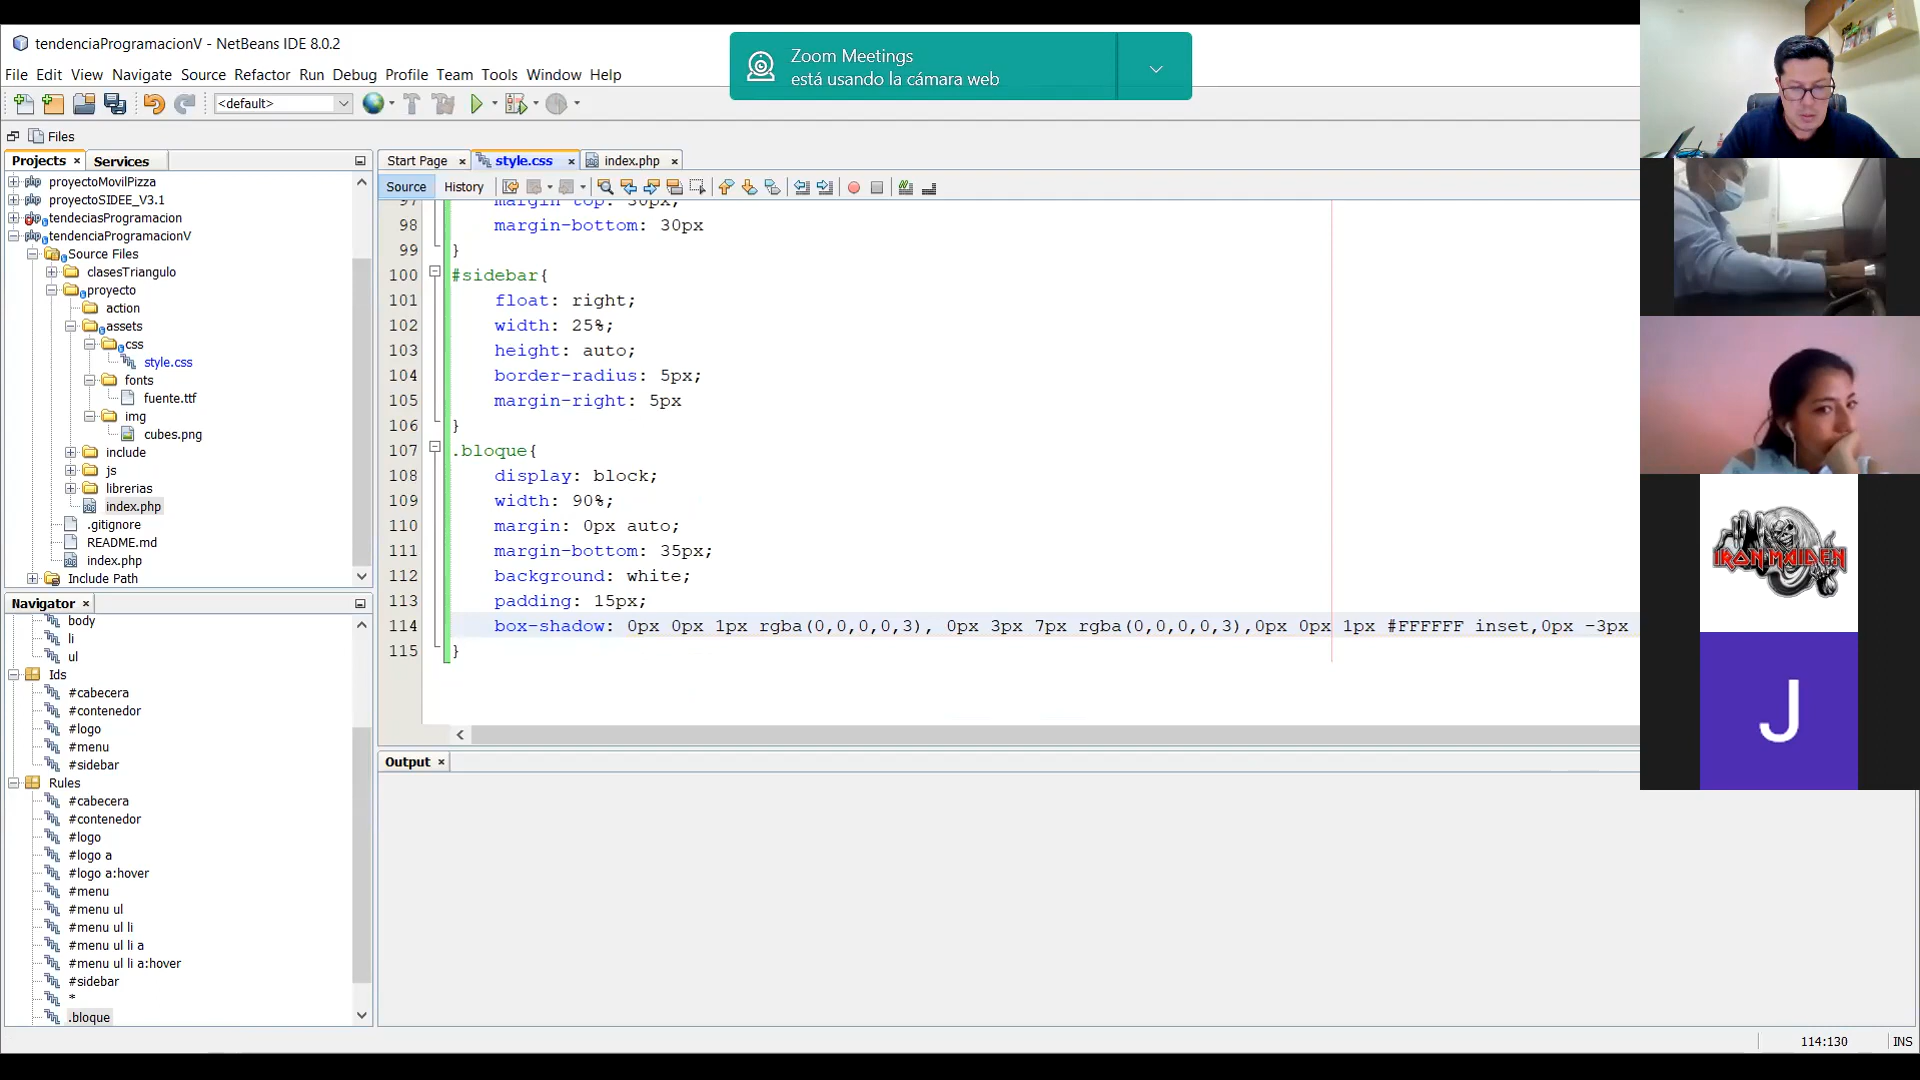 tendenciaProgramacionV - NetBeans IDE 8.0.2
File Edit View Navigate Source Refactor Run Debug Profile Team Tools Window Help
Zoom Meetings
está usando la cámara web
<default>
Files
Projects
Services
proyectoMovilPizza
proyectoSIDEE_V3.1
tendeciasProgramacion
tendenciaProgramacionV
Source Files
clasesTriangulo
proyecto
action
assets
css
style.css
fonts
fuente.ttf
img
cubes.png
include
js
librerias
index.php
.gitignore
README.md
index.php
Include Path
Navigator
body
li
ul
Ids
#cabecera
#contenedor
#logo
#menu
#sidebar
Rules
#cabecera
#contenedor
#logo
#logo a
#logo a:hover
#menu
#menu ul
#menu ul li
#menu ul li a
#menu ul li a:hover
#sidebar
*
.bloque
Start Page style.css index.php
Source History
97 margin-top: 30px;
98 margin-bottom: 30px
99 }
100 #sidebar{
101 float: right;
102 width: 25%;
103 height: auto;
104 border-radius: 5px;
105 margin-right: 5px
106 }
107 .bloque{
108 display: block;
109 width: 90%;
110 margin: 0px auto;
111 margin-bottom: 35px;
112 background: white;
113 padding: 15px;
114 box-shadow: 0px 0px 1px rgba(0,0,0,0,3), 0px 3px 7px rgba(0,0,0,0,3),0px 0px 1px #FFFFFF inset,0px -3px
115 }
Output
IRON MAIDEN
J
114:130 INS